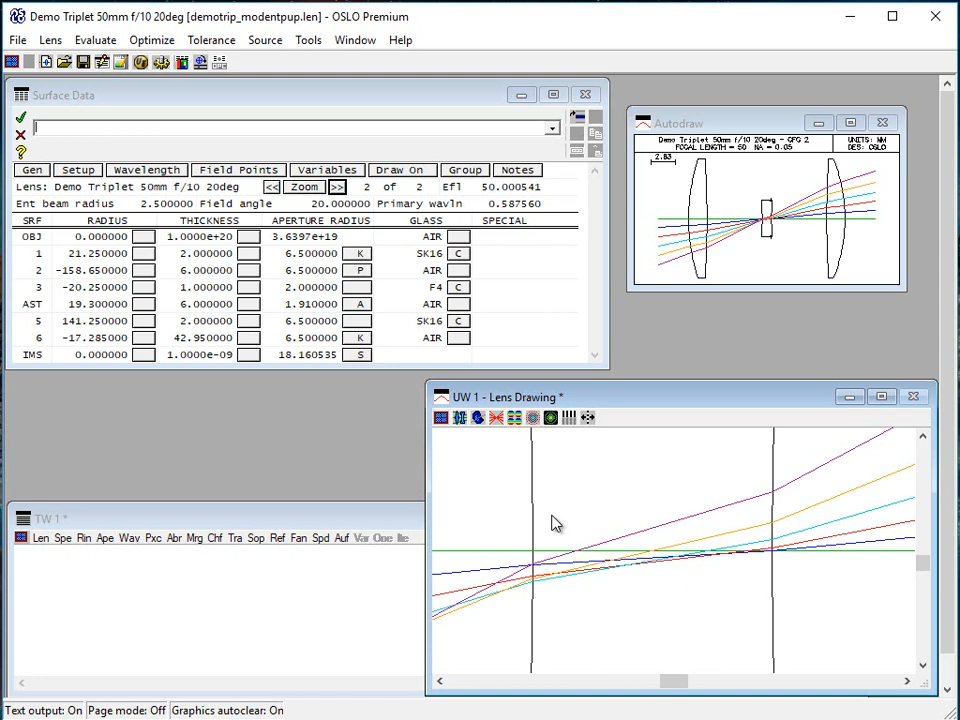 Demo Triplet 50mm f/10 20deg [demotrip_modentpup.len] - OSLO Premium
File Lens Evaluate Optimize Tolerance Source Tools Window Help
Surface Data
Gen Setup Wavelength Field Points Variables Draw On Group Notes
Lens: Demo Triplet 50mm f/10 20deg << Zoom >> 2 of 2 Efl 50.000541
Ent beam radius 2.500000 Field angle 20.000000 Primary wavln 0.587560
SRF RADIUS THICKNESS APERTURE RADIUS GLASS SPECIAL
OBJ 0.000000 1.0000e+20 3.6397e+19 AIR
1 21.250000 2.000000 6.500000 K SK16 C
2 -158.650000 6.000000 6.500000 P AIR
3 -20.250000 1.000000 6.500000 F4 C
AST 19.300000 6.000000 1.910000 A AIR
5 141.250000 2.000000 6.500000 SK16 C
6 -17.285000 42.950000 6.500000 K AIR
IMS 0.000000 1.0000e-09 18.160535 S
Autodraw
Demo Triplet 50mm f/10 20deg - CFG 2
FOCAL LENGTH = 50 NA = 0.05
UNITS: MM
DES: OSLO
2.83
UW 1 - Lens Drawing *
TW 1 *
Len Spe Rin Ape Wav Pxc Abr Mrg Chf Tra Sop Ref Fan Spd Auf Var Ope Ite
Text output: On Page mode: Off Graphics autoclear: On